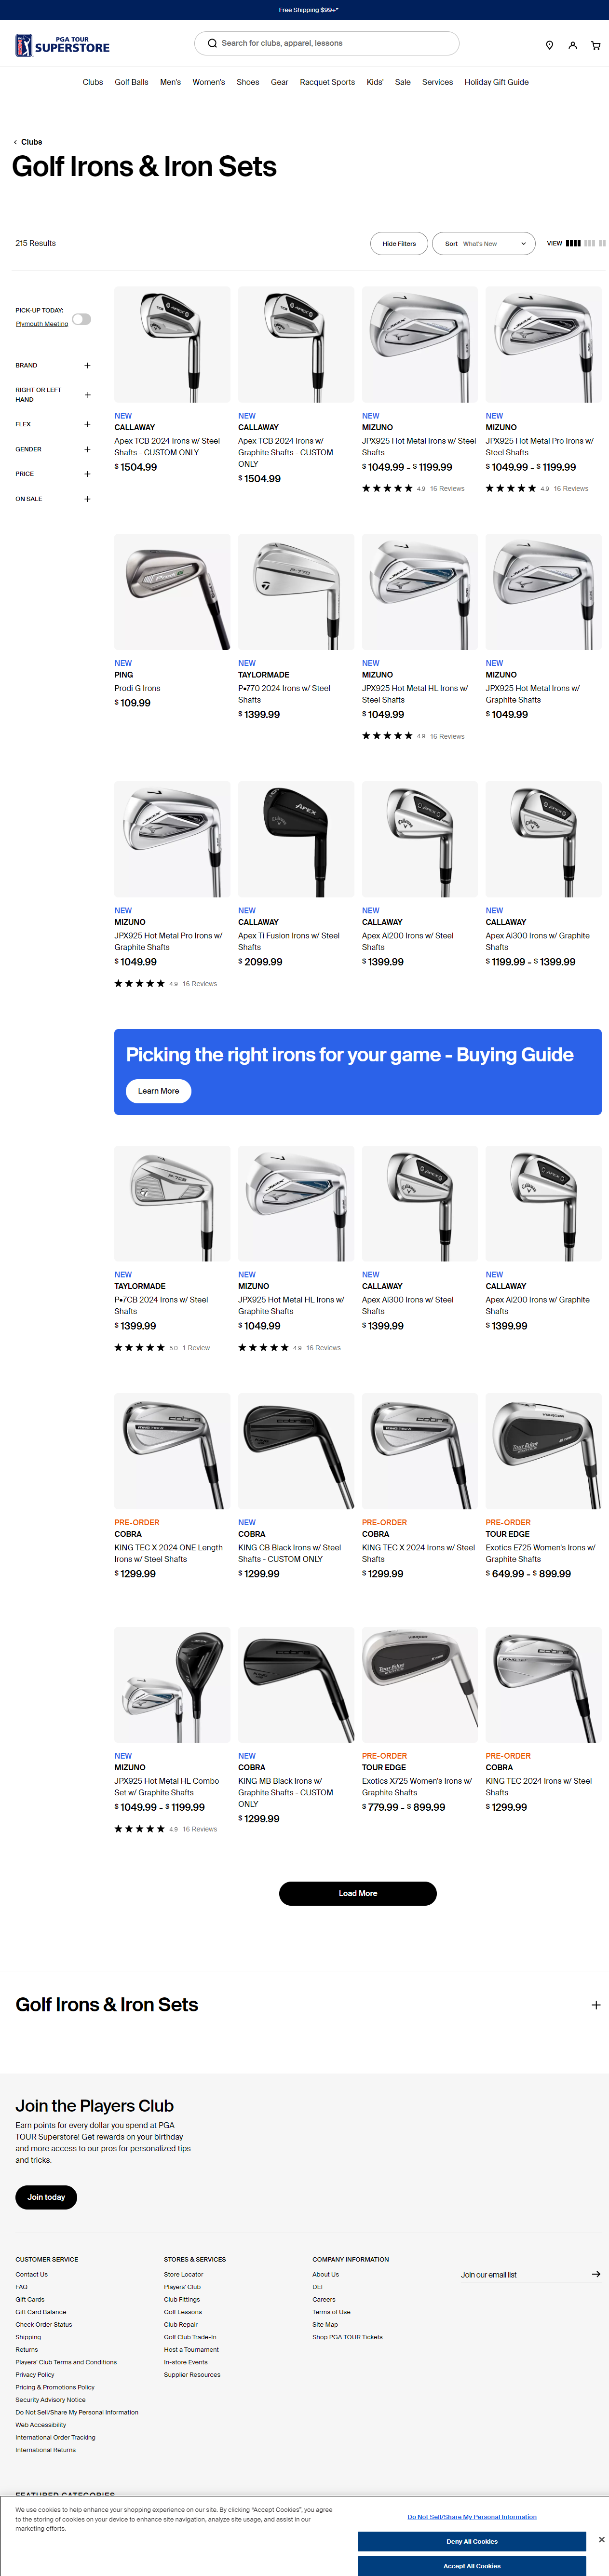 Free Shipping $99+*
PGA TOUR
SUPERSTORE
Search for clubs, apparel, lessons
Clubs Golf Balls Men's Women's Shoes Gear Racquet Sports Kids' Sale Services Holiday Gift Guide
Clubs
Golf Irons & Iron Sets
215 Results
Hide Filters
Sort What's New
VIEW
PICK-UP TODAY:
Plymouth Meeting
BRAND
RIGHT OR LEFT
HAND
FLEX
GENDER
PRICE
ON SALE
NEW
CALLAWAY
Apex TCB 2024 Irons w/ Steel
Shafts - CUSTOM ONLY
$ 1504.99
NEW
CALLAWAY
Apex TCB 2024 Irons w/
Graphite Shafts - CUSTOM
ONLY
$ 1504.99
NEW
MIZUNO
JPX925 Hot Metal Irons w/ Steel
Shafts
$ 1049.99 - $ 1199.99
4.9 16 Reviews
NEW
MIZUNO
JPX925 Hot Metal Pro Irons w/
Steel Shafts
$ 1049.99 - $ 1199.99
4.9 16 Reviews
NEW
PING
Prodi G Irons
$ 109.99
NEW
TAYLORMADE
P•770 2024 Irons w/ Steel
Shafts
$ 1399.99
NEW
MIZUNO
JPX925 Hot Metal HL Irons w/
Steel Shafts
$ 1049.99
4.9 16 Reviews
NEW
MIZUNO
JPX925 Hot Metal Irons w/
Graphite Shafts
$ 1049.99
NEW
MIZUNO
JPX925 Hot Metal Pro Irons w/
Graphite Shafts
$ 1049.99
4.9 16 Reviews
NEW
CALLAWAY
Apex Ti Fusion Irons w/ Steel
Shafts
$ 2099.99
NEW
CALLAWAY
Apex Ai200 Irons w/ Steel
Shafts
$ 1399.99
NEW
CALLAWAY
Apex Ai300 Irons w/ Graphite
Shafts
$ 1199.99 - $ 1399.99
Picking the right irons for your game - Buying Guide
Learn More
NEW
TAYLORMADE
P•7CB 2024 Irons w/ Steel
Shafts
$ 1399.99
5.0 1 Review
NEW
MIZUNO
JPX925 Hot Metal HL Irons w/
Graphite Shafts
$ 1049.99
4.9 16 Reviews
NEW
CALLAWAY
Apex Ai300 Irons w/ Steel
Shafts
$ 1399.99
NEW
CALLAWAY
Apex Ai200 Irons w/ Graphite
Shafts
$ 1399.99
PRE-ORDER
COBRA
KING TEC X 2024 ONE Length
Irons w/ Steel Shafts
$ 1299.99
NEW
COBRA
KING CB Black Irons w/ Steel
Shafts - CUSTOM ONLY
$ 1299.99
PRE-ORDER
COBRA
KING TEC X 2024 Irons w/ Steel
Shafts
$ 1299.99
PRE-ORDER
TOUR EDGE
Exotics E725 Women's Irons w/
Graphite Shafts
$ 649.99 - $ 899.99
NEW
MIZUNO
JPX925 Hot Metal HL Combo
Set w/ Graphite Shafts
$ 1049.99 - $ 1199.99
4.9 16 Reviews
NEW
COBRA
KING MB Black Irons w/
Graphite Shafts - CUSTOM
ONLY
$ 1299.99
PRE-ORDER
TOUR EDGE
Exotics X725 Women's Irons w/
Graphite Shafts
$ 779.99 - $ 899.99
PRE-ORDER
COBRA
KING TEC 2024 Irons w/ Steel
Shafts
$ 1299.99
Load More
Golf Irons & Iron Sets
Join the Players Club
Earn points for every dollar you spend at PGA
TOUR Superstore! Get rewards on your birthday
and more access to our pros for personalized tips
and tricks.
Join today
CUSTOMER SERVICE
Contact Us
FAQ
Gift Cards
Gift Card Balance
Check Order Status
Shipping
Returns
Players' Club Terms and Conditions
Privacy Policy
Pricing & Promotions Policy
Security Advisory Notice
Do Not Sell/Share My Personal Information
Web Accessibility
International Order Tracking
International Returns
STORES & SERVICES
Store Locator
Players' Club
Club Fittings
Golf Lessons
Club Repair
Golf Club Trade-In
Host a Tournament
In-store Events
Supplier Resources
COMPANY INFORMATION
About Us
DEI
Careers
Terms of Use
Site Map
Shop PGA TOUR Tickets
Join our email list
FEATURED CATEGORIES
We use cookies to help enhance your shopping experience on our site. By clicking "Accept Cookies", you agree
to the storing of cookies on your device to enhance site navigation, analyze site usage, and assist in our
marketing efforts.
Do Not Sell/Share My Personal Information
Deny All Cookies
Accept All Cookies